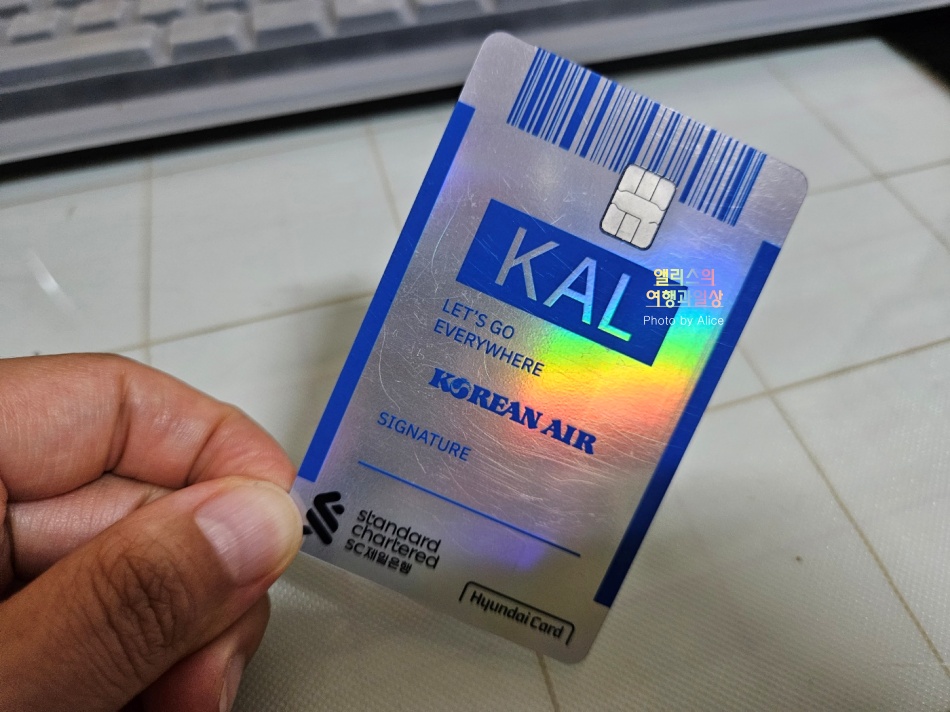 KAL
LET'S GO
EVERYWHERE
KOREAN AIR
SIGNATURE
standard
chartered
SC제일은행
Hyundai Card
앨리스의
여행과일상
Photo by Alice